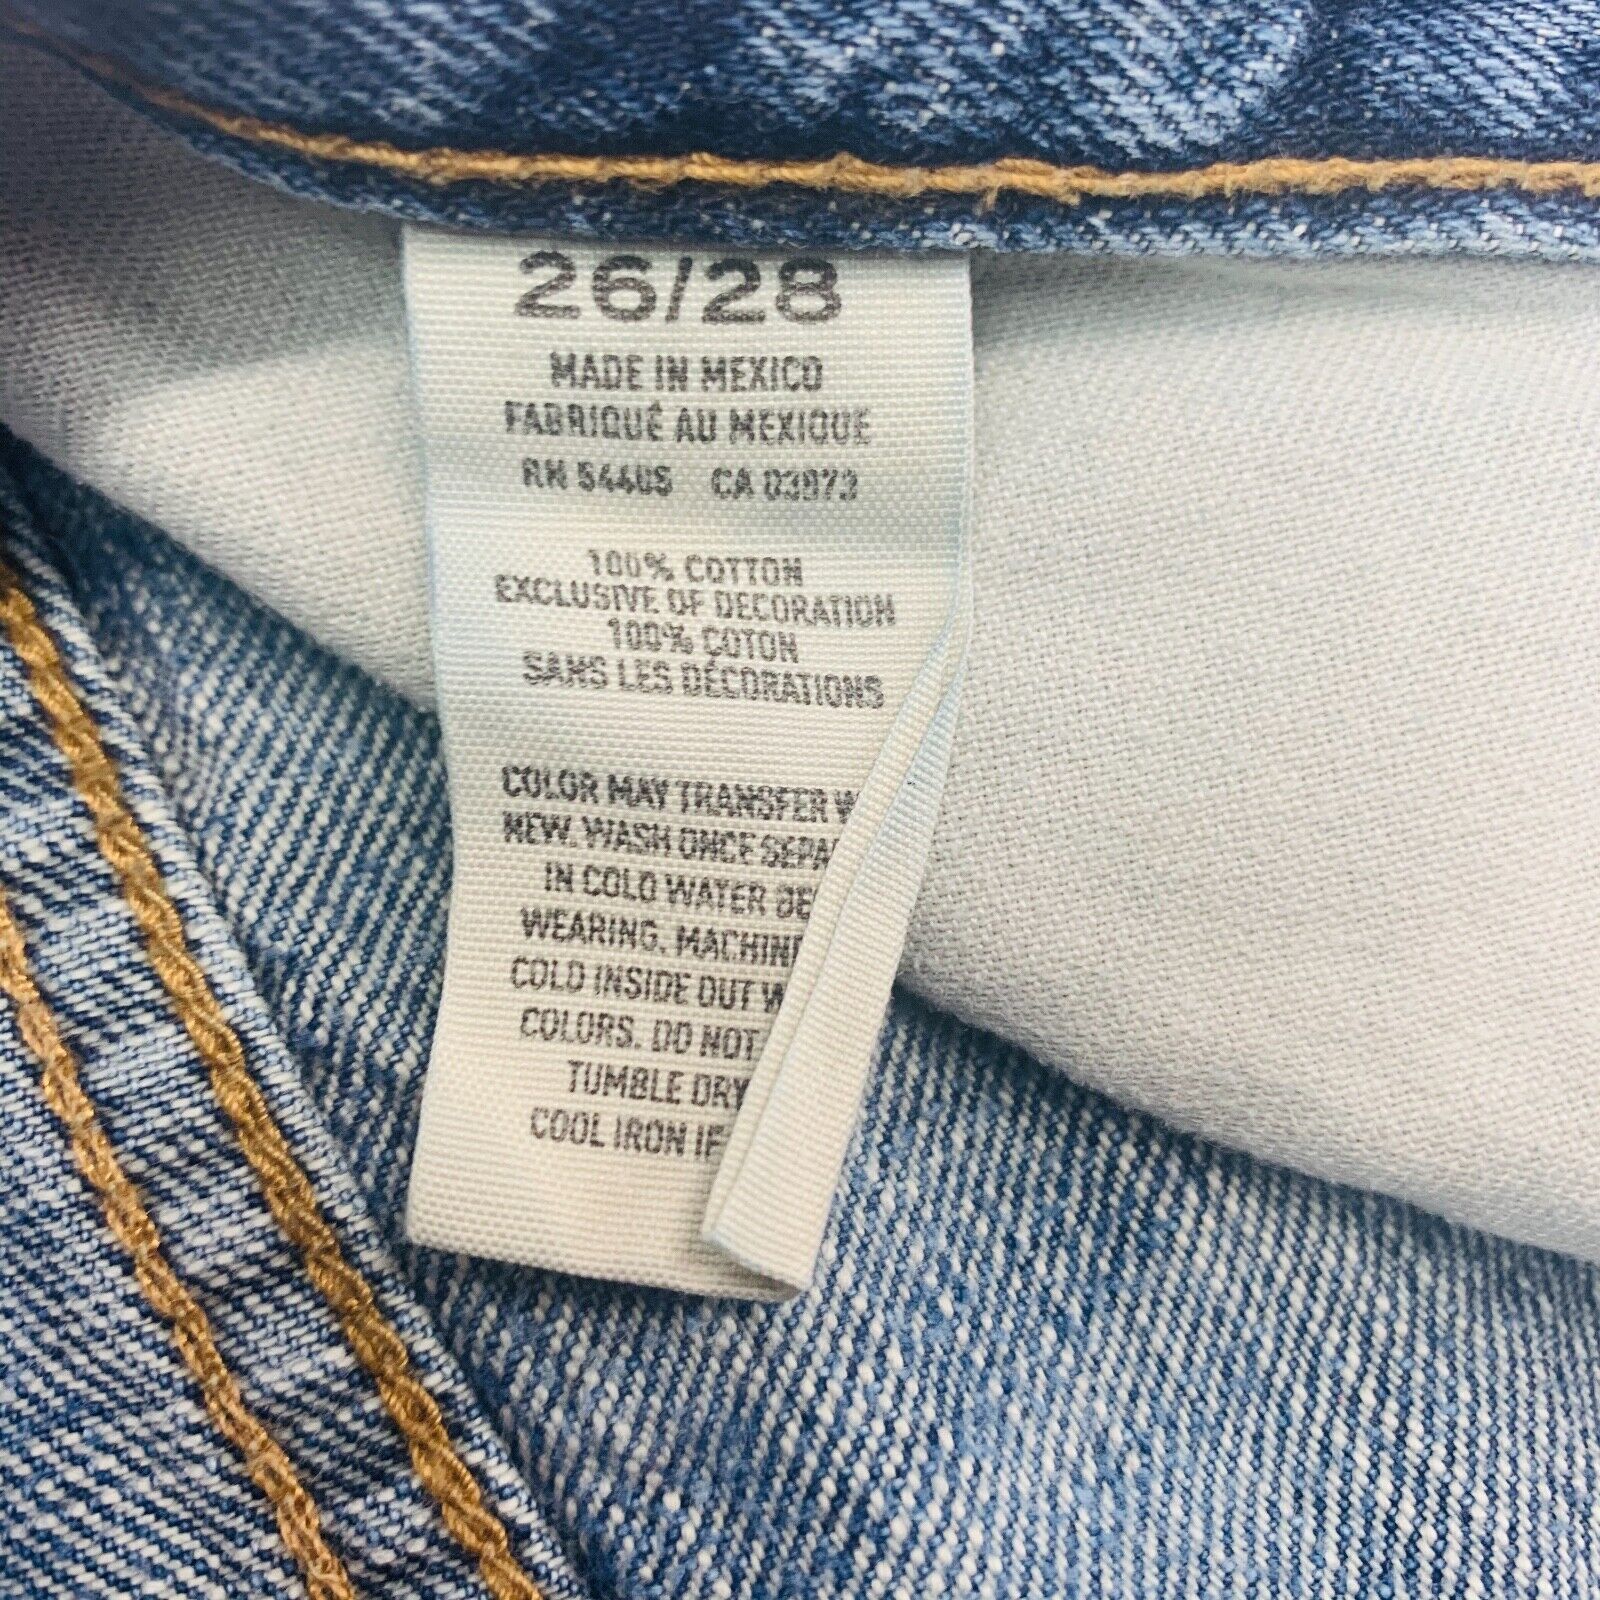 26/28
MADE IN MEXICO
FABRIQUÉ AU MEXIQUE
RN 54405 CA 03973
100% COTTON
EXCLUSIVE OF DECORATION
100% COTON
SANS LES DÉCORATIONS
COLOR MAY TRANSFER
NEW. WASH ONCE
IN COLD WATER
WEARING.
COLD INSIDE OUT
COLORS. DO NOT
TUMBLE DRY
COOL IRON IF